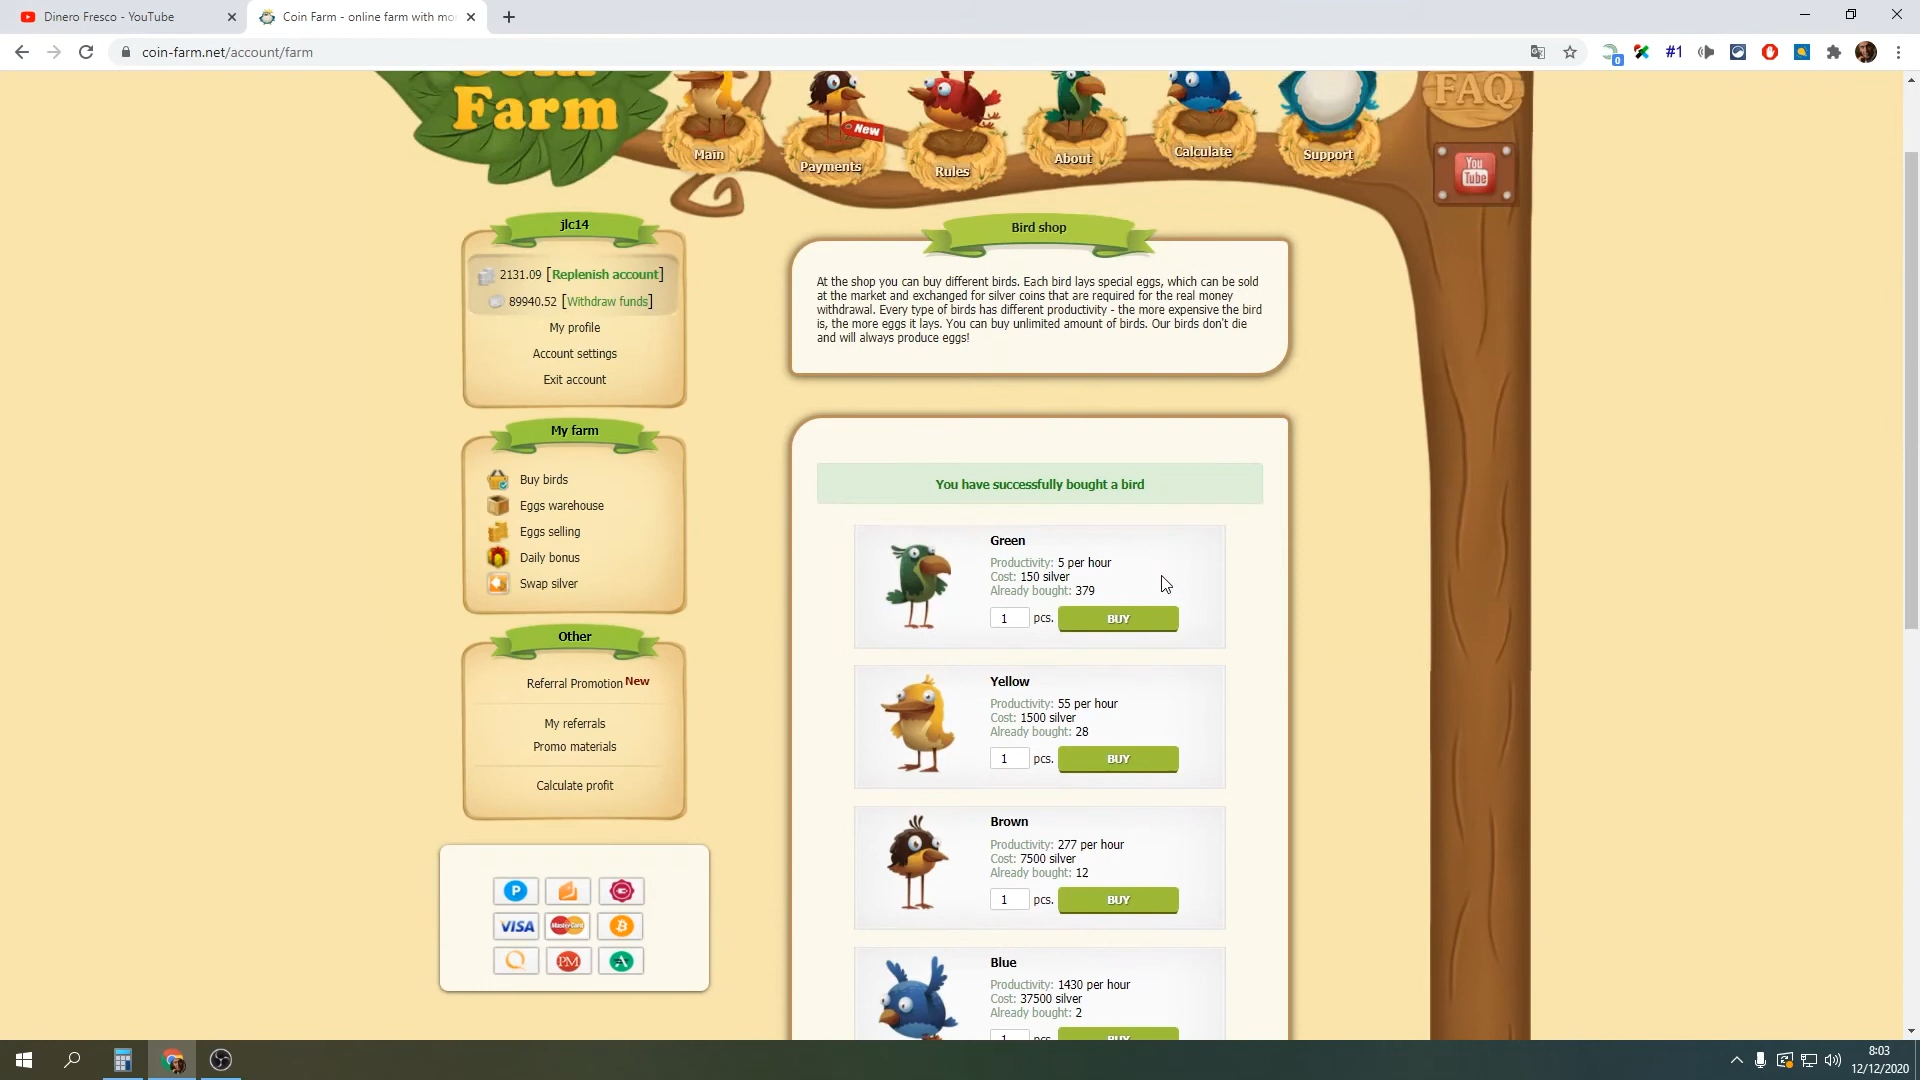 Dinero Fresco - YouTube
Coin Farm - online farm with mo
coin-farm.net/account/farm
0
#1
Farm
Main
Payments
New
Rules
About
Calculate
Support
FAQ
You
Tube
jlc14
2131.09 [Replenish account]
89940.52 [Withdraw funds]
My profile
Account settings
Exit account
My farm
Buy birds
Eggs warehouse
Eggs selling
Daily bonus
Swap silver
Other
Referral Promotion New
My referrals
Promo materials
Calculate profit
P
VISA MasterCard
PM
Bird shop
At the shop you can buy different birds. Each bird lays special eggs, which can be sold
at the market and exchanged for silver coins that are required for the real money
withdrawal. Every type of birds has different productivity - the more expensive the bird
is, the more eggs it lays. You can buy unlimited amount of birds. Our birds don't die
and will always produce eggs!
You have successfully bought a bird
Green
Productivity: 5 per hour
Cost: 150 silver
Already bought: 379
1 pcs. BUY
Yellow
Productivity: 55 per hour
Cost: 1500 silver
Already bought: 28
1 pcs. BUY
Brown
Productivity: 277 per hour
Cost: 7500 silver
Already bought: 12
1 pcs. BUY
Blue
Productivity: 1430 per hour
Cost: 37500 silver
Already bought: 2
1 pcs. BUY
8:03
12/12/2020